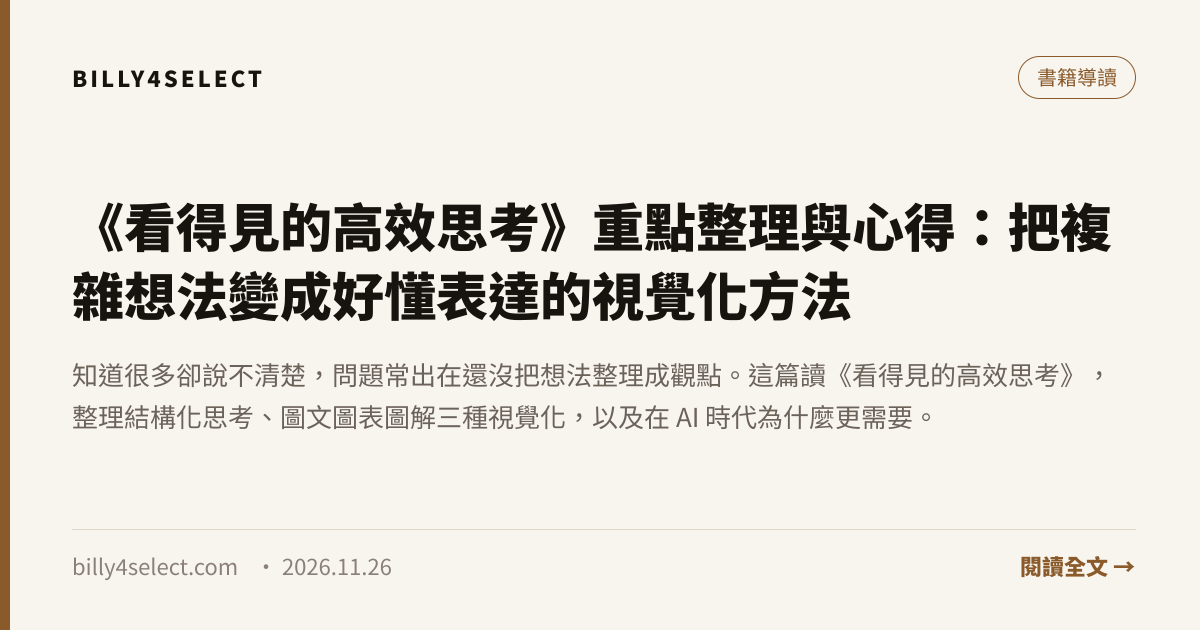 BILLY4SELECT
書籍導讀
《看得見的高效思考》重點整理與心得：把複
雜想法變成好懂表達的視覺化方法
知道很多卻說不清楚，問題常出在還沒把想法整理成觀點。這篇讀《看得見的高效思考》，
整理結構化思考、圖文圖表圖解三種視覺化，以及在 AI 時代為什麼更需要。
billy4select.com ・ 2026.11.26
閱讀全文 →